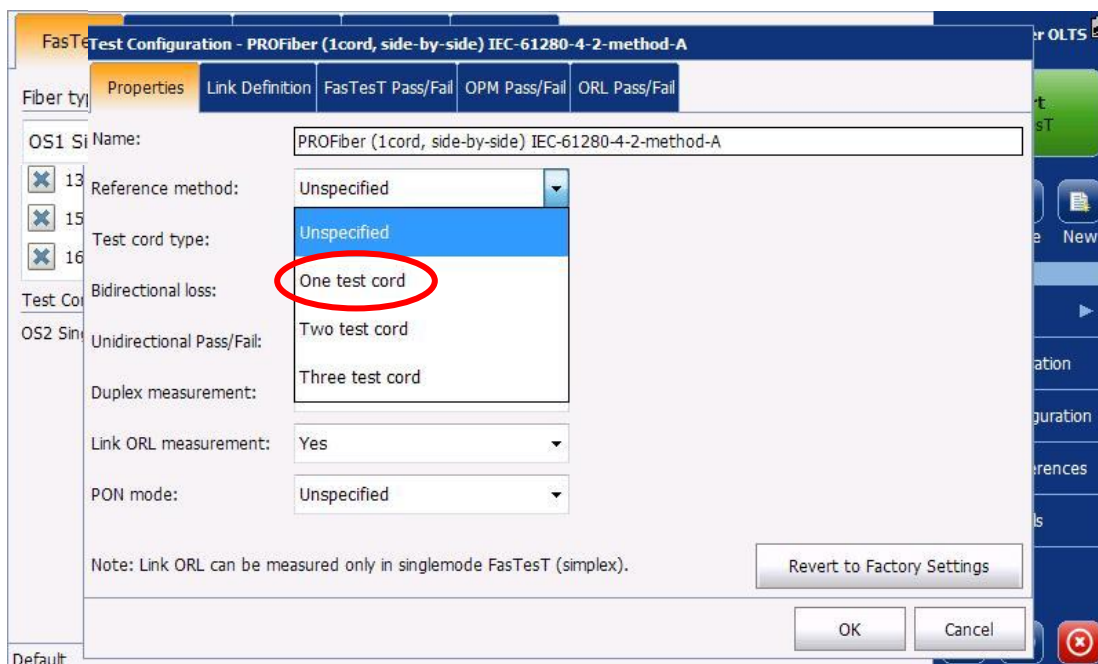 FasTe
r OLTS
Test Configuration - PROFiber (1cord, side-by-side) IEC-61280-4-2-method-A
Properties
Link Definition
FasTesT Pass/Fail
OPM Pass/Fail
ORL Pass/Fail
Fiber typ
rt
sT
OS1 Si
Name:
PROFiber (1cord, side-by-side) IEC-61280-4-2-method-A
13
Reference method:
Unspecified
15
Test cord type:
Unspecified
e
New
16
Bidirectional loss:
One test cord
Test Co
OS2 Sing
Unidirectional Pass/Fail:
Two test cord
ation
Duplex measurement:
Three test cord
guration
Link ORL measurement:
Yes
erences
PON mode:
Unspecified
ls
Note: Link ORL can be measured only in singlemode FasTesT (simplex).
Revert to Factory Settings
OK
Cancel
Default